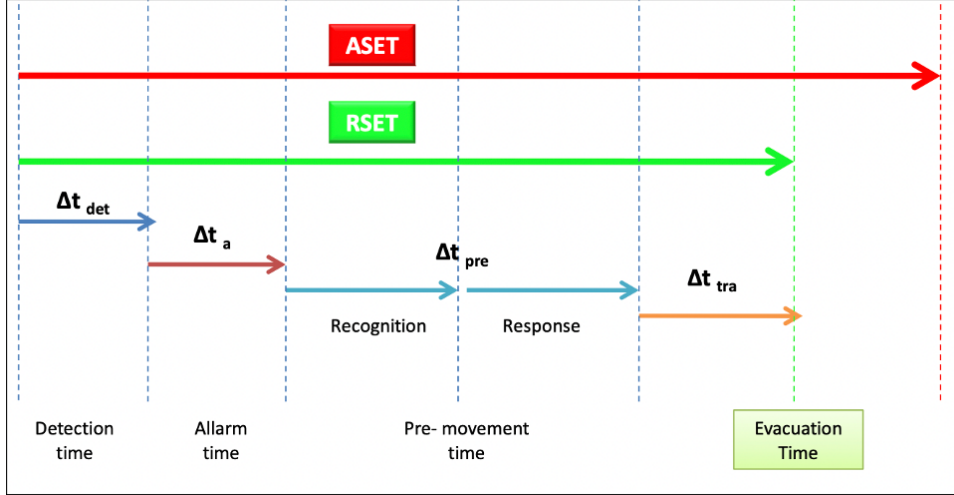 ASET
RSET
Δt det
Δt a
Δt pre
Δt tra
Recognition
Response
Detection
time
Allarm
time
Pre- movement
time
Evacuation
Time